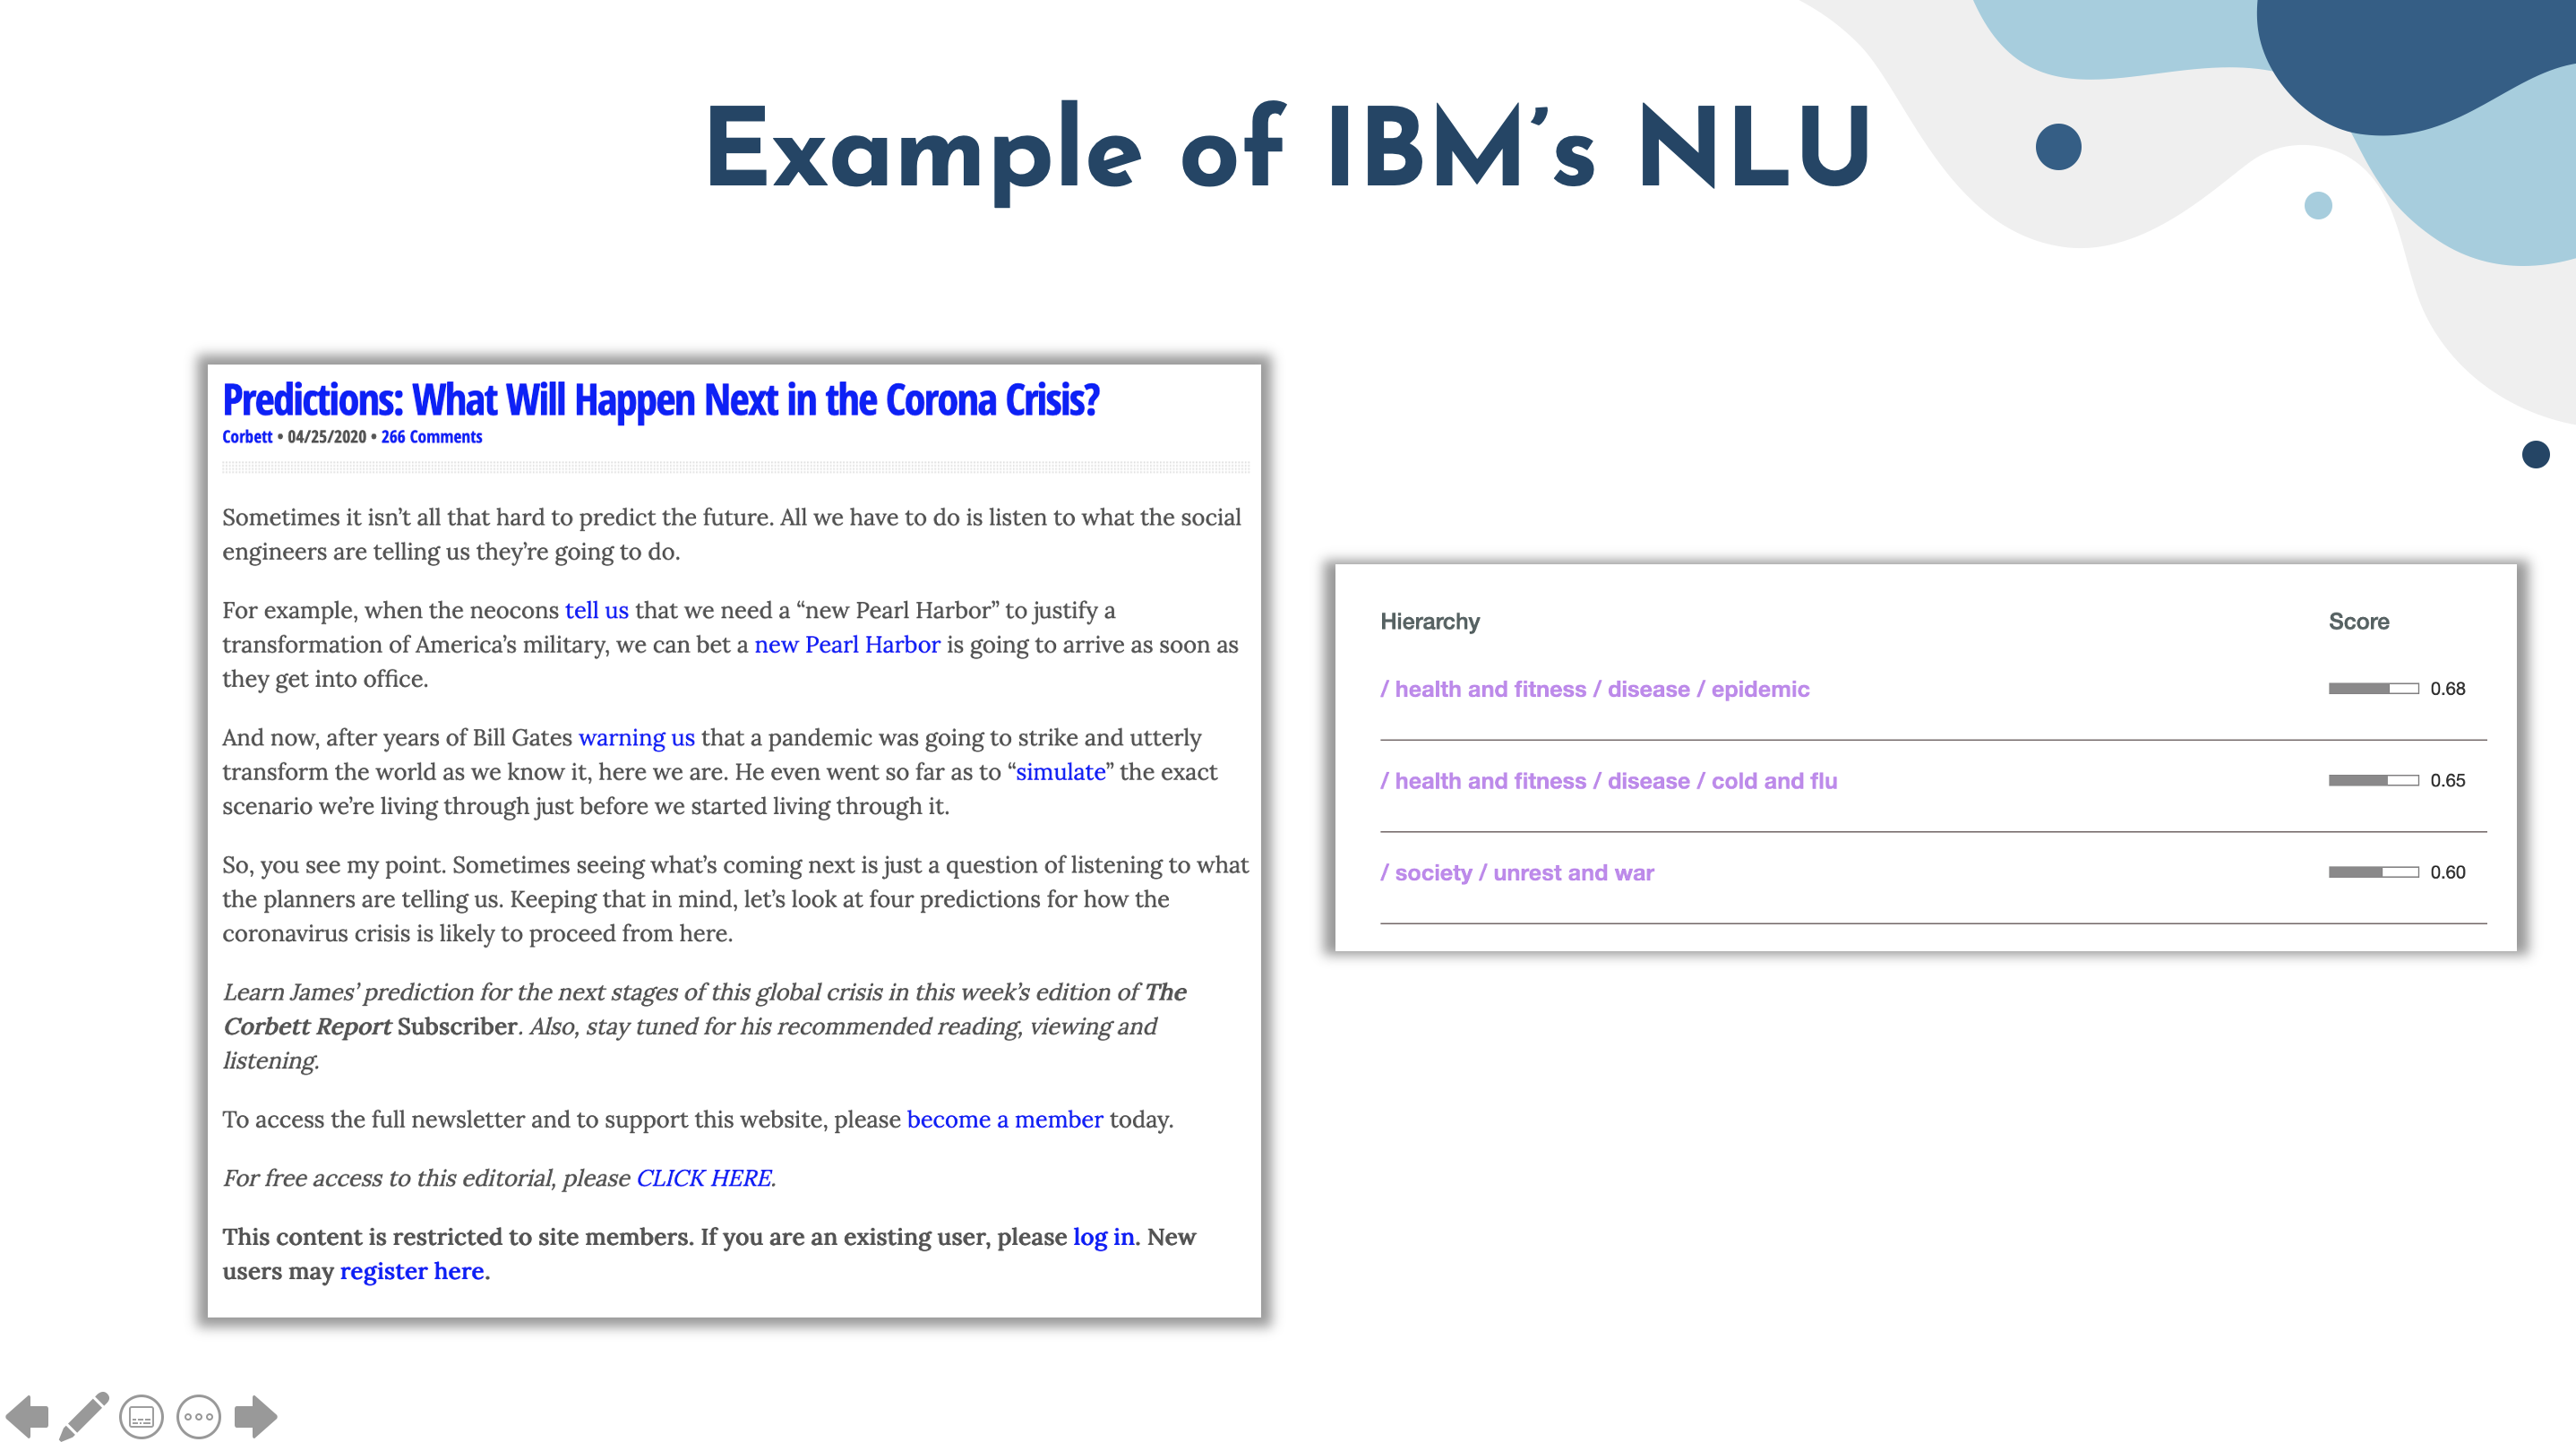 Example of IBM’s NLU
Predictions: What Will Happen Next in the Corona Crisis?
Corbett • 04/25/2020 • 266 Comments
Sometimes it isn’t all that hard to predict the future. All we have to do is listen to what the social
engineers are telling us they’re going to do.
For example, when the neocons tell us that we need a “new Pearl Harbor” to justify a
transformation of America’s military, we can bet a new Pearl Harbor is going to arrive as soon as
they get into office.
And now, after years of Bill Gates warning us that a pandemic was going to strike and utterly
transform the world as we know it, here we are. He even went so far as to “simulate” the exact
scenario we’re living through just before we started living through it.
So, you see my point. Sometimes seeing what’s coming next is just a question of listening to what
the planners are telling us. Keeping that in mind, let’s look at four predictions for how the
coronavirus crisis is likely to proceed from here.
Learn James’ prediction for the next stages of this global crisis in this week’s edition of The
Corbett Report Subscriber. Also, stay tuned for his recommended reading, viewing and
listening.
To access the full newsletter and to support this website, please become a member today.
For free access to this editorial, please CLICK HERE.
This content is restricted to site members. If you are an existing user, please log in. New
users may register here.
Hierarchy Score
/ health and fitness / disease / epidemic 0.68
/ health and fitness / disease / cold and flu 0.65
/ society / unrest and war 0.60